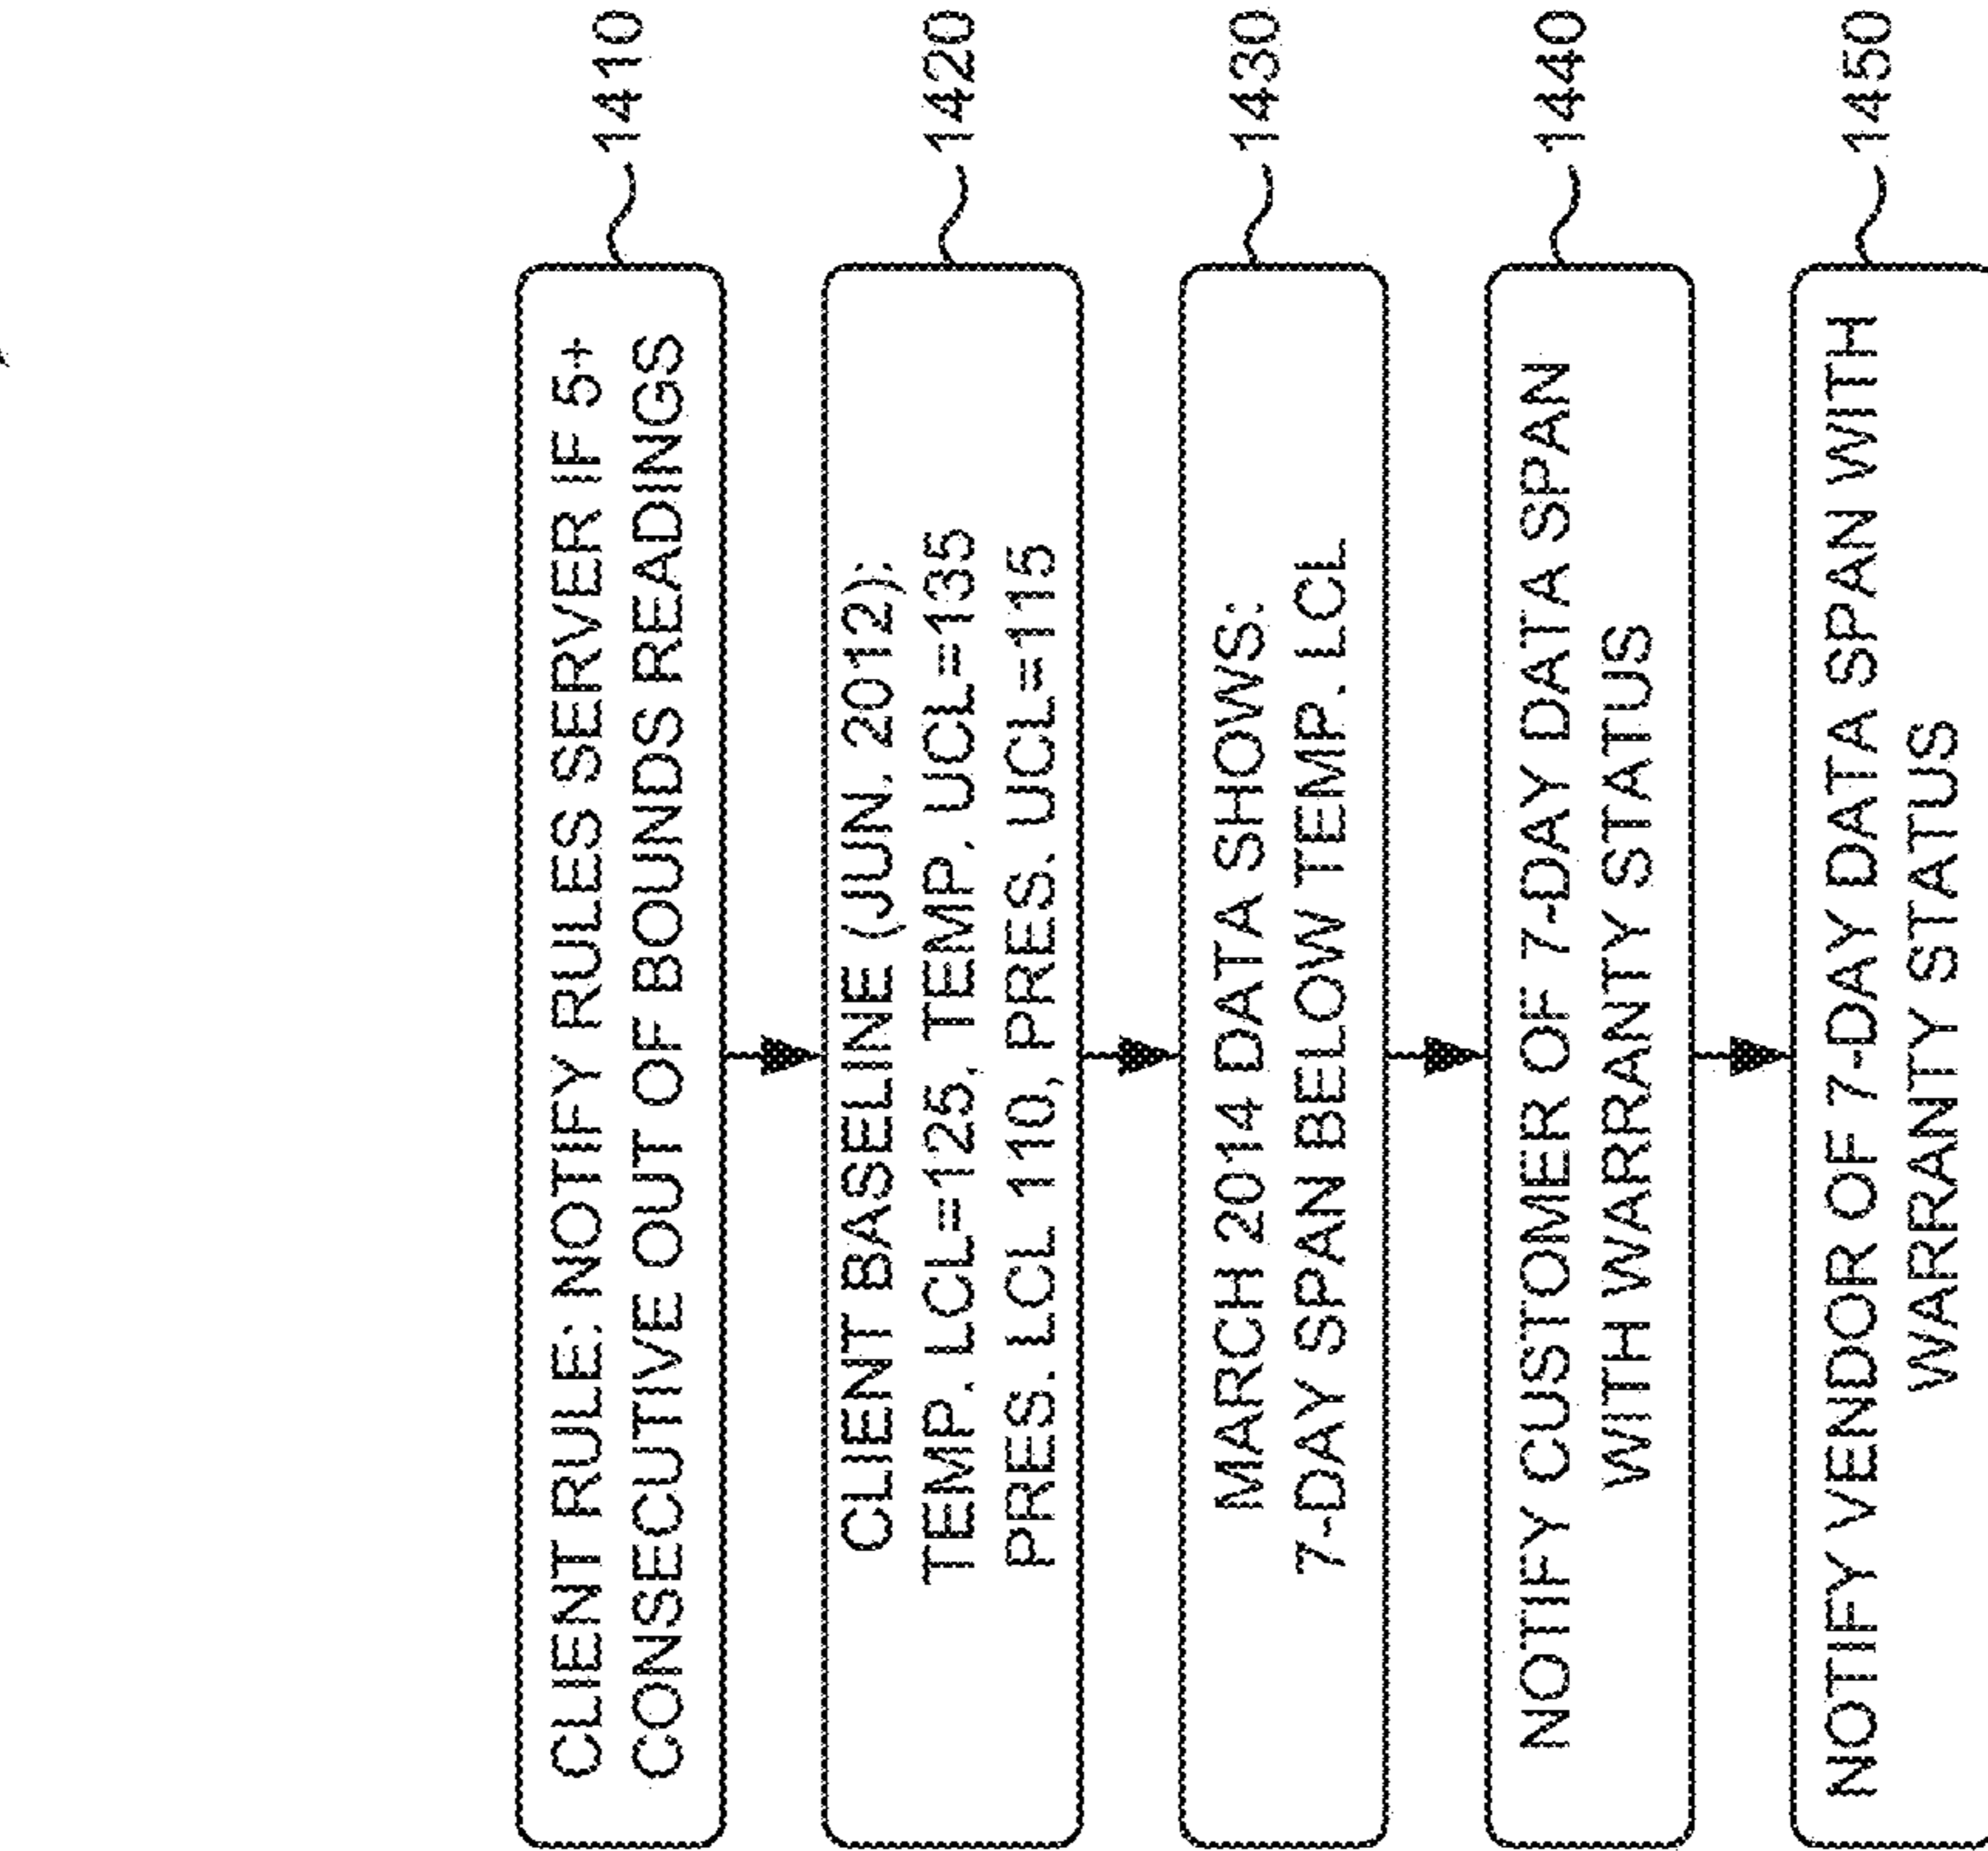 CLIENT RULE: NOTIFY RULES SERVER IF 5+
CONSECUTIVE OUT OF BOUNDS READINGS
1410
CLIENT BASELINE (JUN. 2012):
TEMP. LCL=125, TEMP. UCL=135
PRES. LCL 110, PRES. UCL=115
1420
MARCH 2014 DATA SHOWS:
7-DAY SPAN BELOW TEMP. LCL
1430
NOTIFY CUSTOMER OF 7-DAY DATA SPAN
WITH WARRANTY STATUS
1440
NOTIFY VENDOR OF 7-DAY DATA SPAN WITH
WARRANTY STATUS
1450